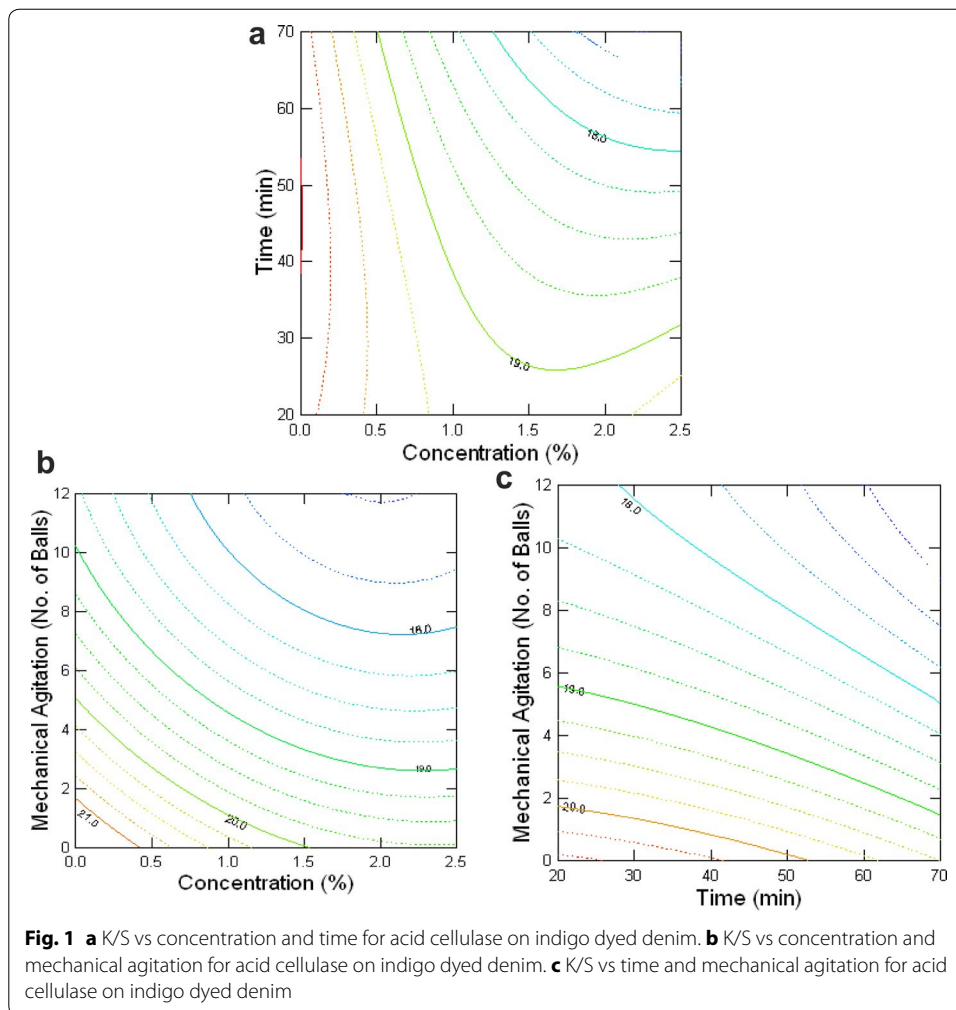 a
70
60
50
40
30
20
Time (min)
18.0
19.0
0.0 0.5 1.0 1.5 2.0 2.5
Concentration (%)
b
12
10
8
6
4
2
0
Mechanical Agitation (No. of Balls)
18.0
19.0
20.0
21.0
0.0 0.5 1.0 1.5 2.0 2.5
Concentration (%)
c
12
10
8
6
4
2
0
Mechanical Agitation (No. of Balls)
18.0
19.0
20.0
20 30 40 50 60 70
Time (min)
Fig. 1 a K/S vs concentration and time for acid cellulase on indigo dyed denim. b K/S vs concentration and
mechanical agitation for acid cellulase on indigo dyed denim. c K/S vs time and mechanical agitation for acid
cellulase on indigo dyed denim